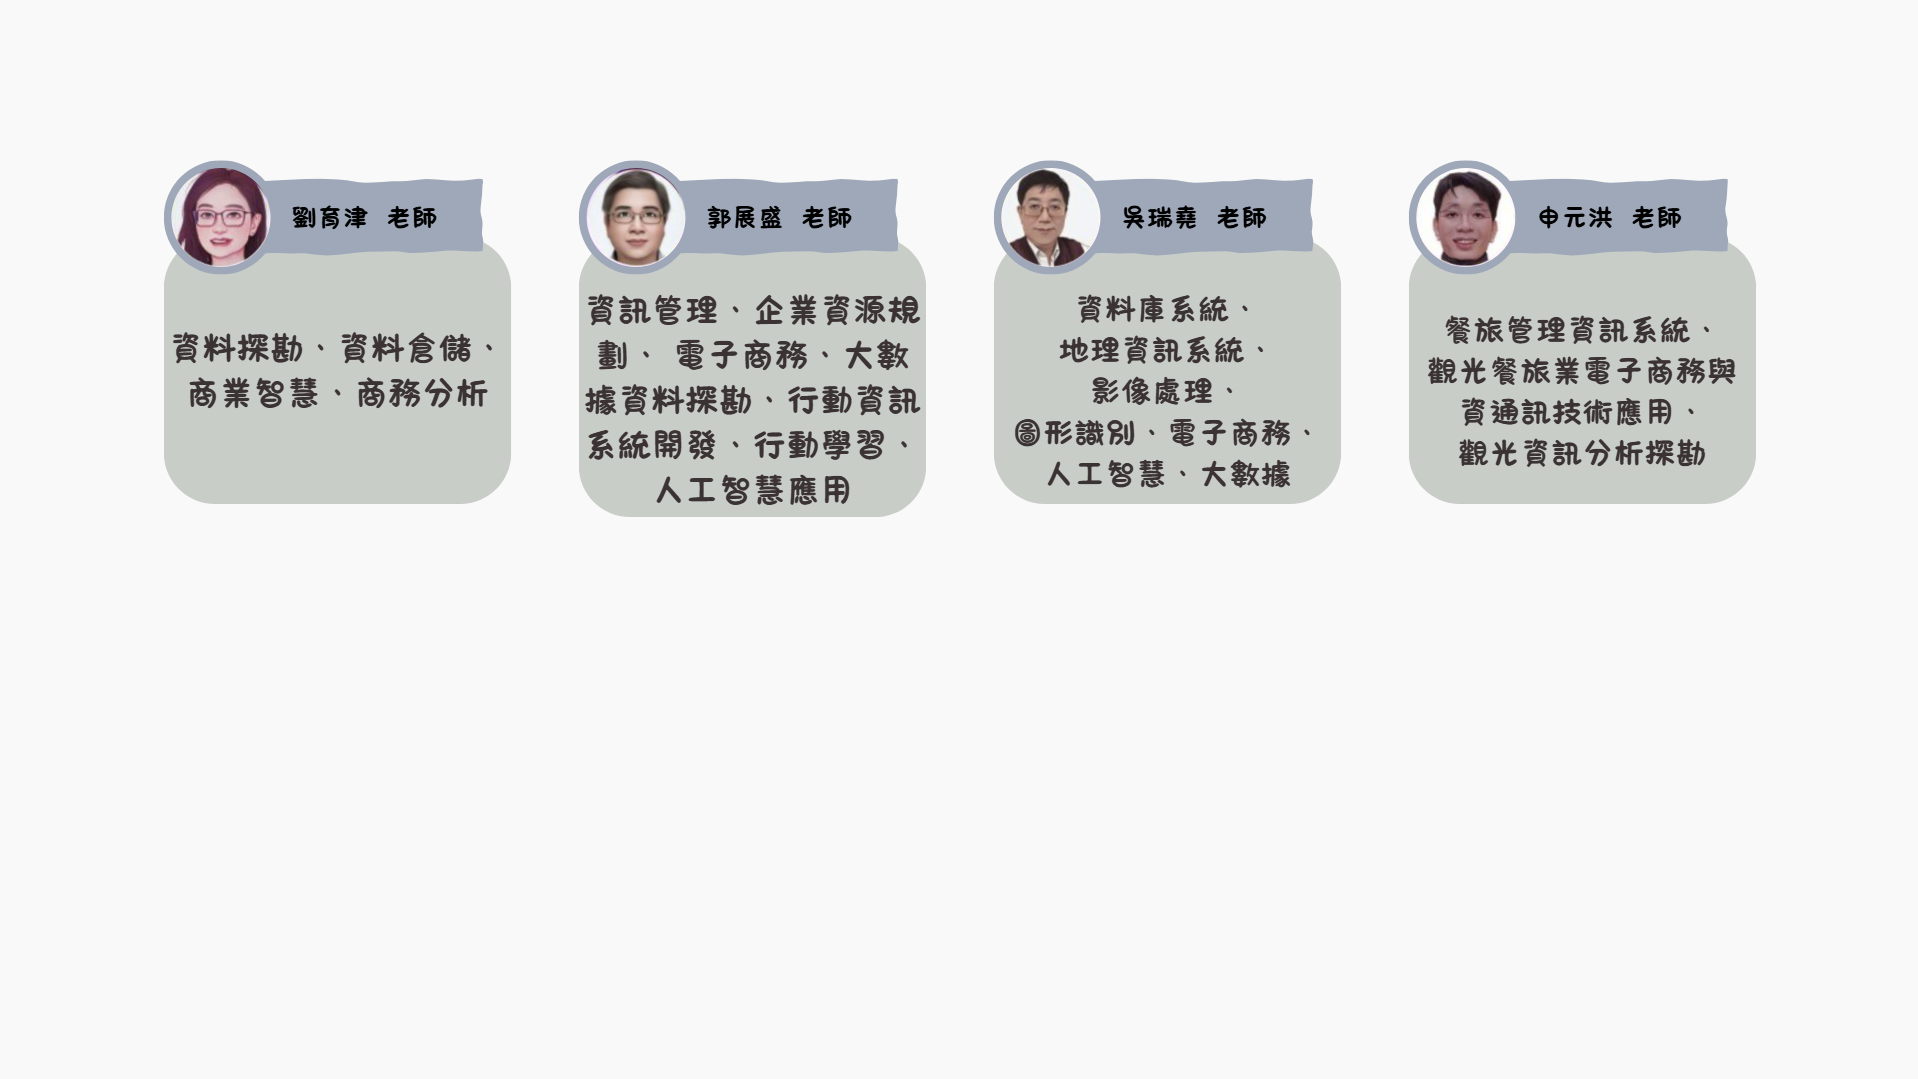 劉育津 老師
資料探勘、資料倉儲、
商業智慧、商務分析
郭展盛 老師
資訊管理、企業資源規
劃、 電子商務、大數
據資料探勘、行動資訊
系統開發、行動學習、
人工智慧應用
吳瑞堯 老師
資料庫系統、
地理資訊系統、
影像處理、
圖形識別、電子商務、
人工智慧、大數據
申元洪 老師
餐旅管理資訊系統、
觀光餐旅業電子商務與
資通訊技術應用、
觀光資訊分析探勘